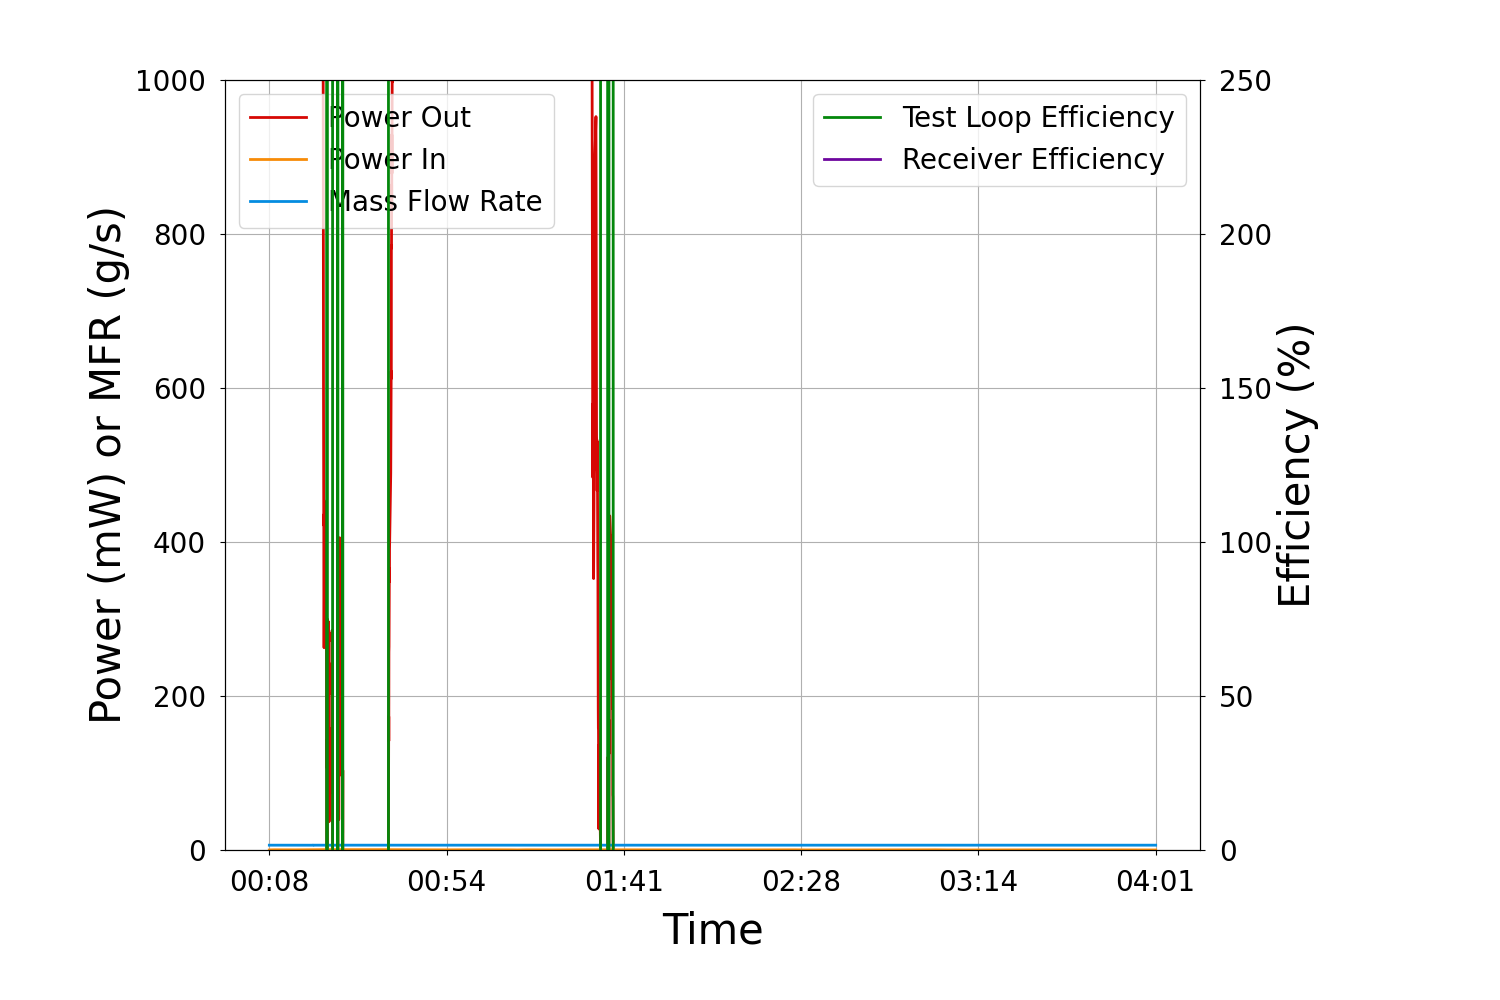 1000
800
600
400
200
0
Power (mW) or MFR (g/s)
Power Out
Power In
Mass Flow Rate
Test Loop Efficiency
Receiver Efficiency
250
200
150
100
50
0
Efficiency (%)
00:08 00:54 01:41 02:28 03:14 04:01
Time